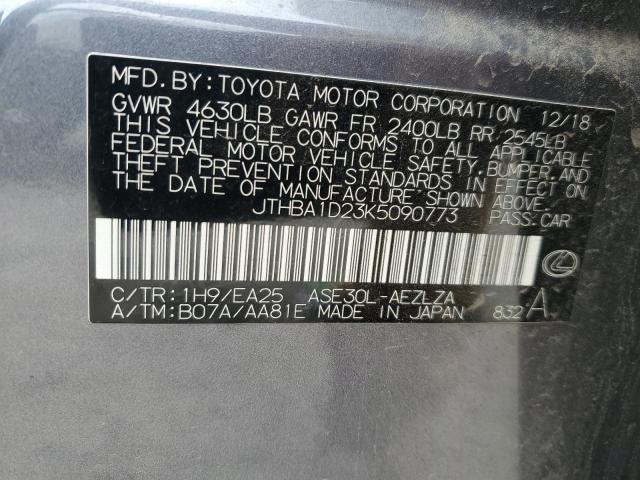 MFD.BY:TOYOTA MOTOR CORPORATION 12/18
GVWR 4630LB GAWR FR 2400LB RR 2545LB
THIS VEHICLE CONFORMS TO ALL APPLICABLE
FEDERAL MOTOR VEHICLE SAFETY,BUMPER,AND
THEFT PREVENTION STANDARDS IN EFFECT ON
THE DATE OF MANUFACTURE SHOWN ABOVE.
JTHBA1D23K5090773 PASS.CAR
C/TR:1H9/EA25 ASE30L-AEZLZA
A/TM:B07A/AA81E MADE IN JAPAN 832A